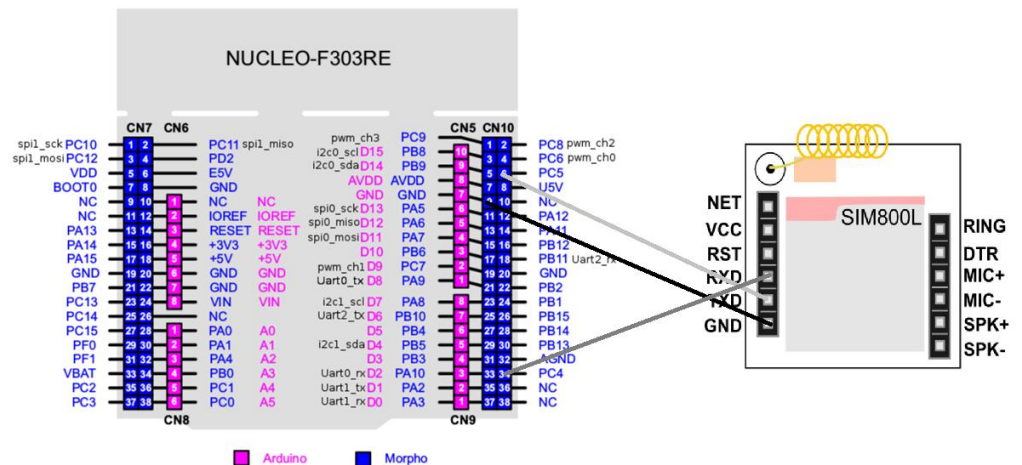 NUCLEO-F303RE
CN7 CN6
CN5 CN10
spi1_sck PC10 1 2 PC11 spi1_miso
spi1_mosi PC12 3 4 PD2
VDD 5 6 E5V
BOOT0 7 8 GND
NC 9 10 1 NC NC
NC 11 12 2 IOREF IOREF
PA13 13 14 3 RESET RESET
PA14 15 16 4 +3V3 +3V3
PA15 17 18 5 +5V +5V
GND 19 20 6 GND GND
PB7 21 22 7 GND GND
PC13 23 24 8 VIN VIN
PC14 25 26 NC
PC15 27 28 1 PA0 A0
PF0 29 30 2 PA1 A1
PF1 31 32 3 PA4 A2
VBAT 33 34 4 PB0 A3
PC2 35 36 5 PC1 A4
PC3 37 38 6 PC0 A5
CN8
pwm_ch3 PC9 1 2 PC8 pwm_ch2
i2c0_scl D15 PB8 10 3 4 PC6 pwm_ch0
i2c0_sda D14 PB9 9 5 6 PC5
AVDD AVDD 8 7 8 U5V
GND GND 7 NC
spi0_sck D13 PA5 6 11 12 PA12
spi0_miso D12 PA6 5 13 14 PA11
spi0_mosi D11 PA7 4 15 16 PB12
D10 PB6 3 17 18 PB11 Uart2_rx
pwm_ch1 D9 PC7 2 19 20 GND
Uart0_tx D8 PA9 1 21 22 PB2
i2c1_scl D7 PA8 8 23 24 PB1
Uart2_tx D6 PB10 7 25 26 PB15
D5 PB4 6 27 28 PB14
i2c1_sda D4 PB5 5 29 30 PB13
D3 PB3 4 31 32 AGND
Uart0_rx D2 PA10 3 33 34 PC4
Uart1_tx D1 PA2 2 35 36 NC
Uart1_rx D0 PA3 1 37 38 NC
CN9
Arduino
Morpho
NET
VCC
RST
RXD
TXD
GND
SIM800L
RING
DTR
MIC+
MIC-
SPK+
SPK-